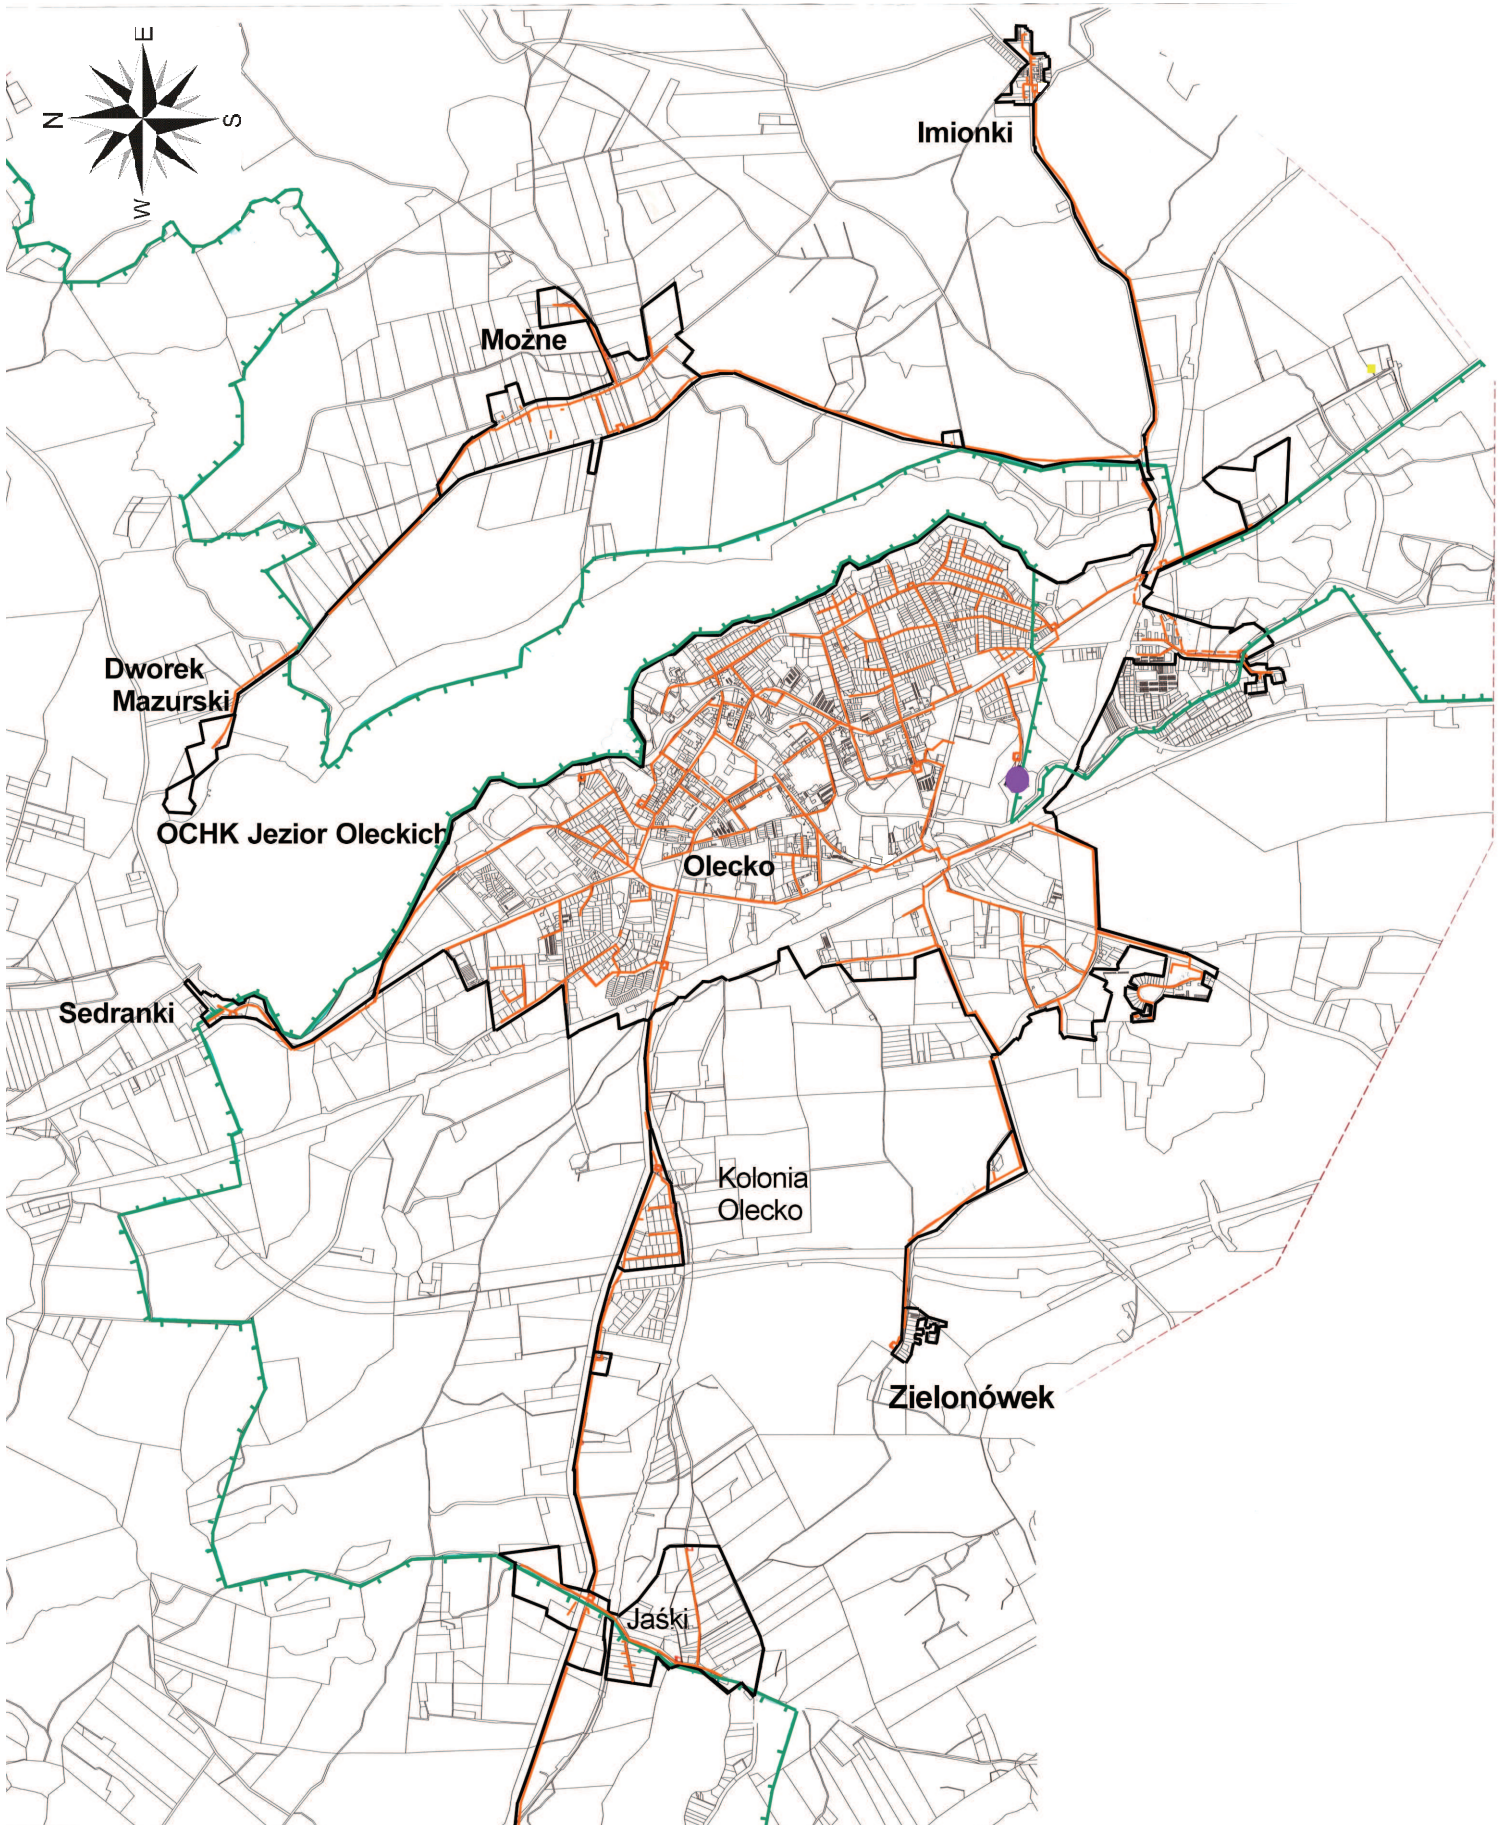 E
N
S
W
Imionki
Możne
Dworek
Mazurski
OCHK Jezior Oleckich
Olecko
Sedranki
Kolonia
Olecko
Zielonówek
Jaśki